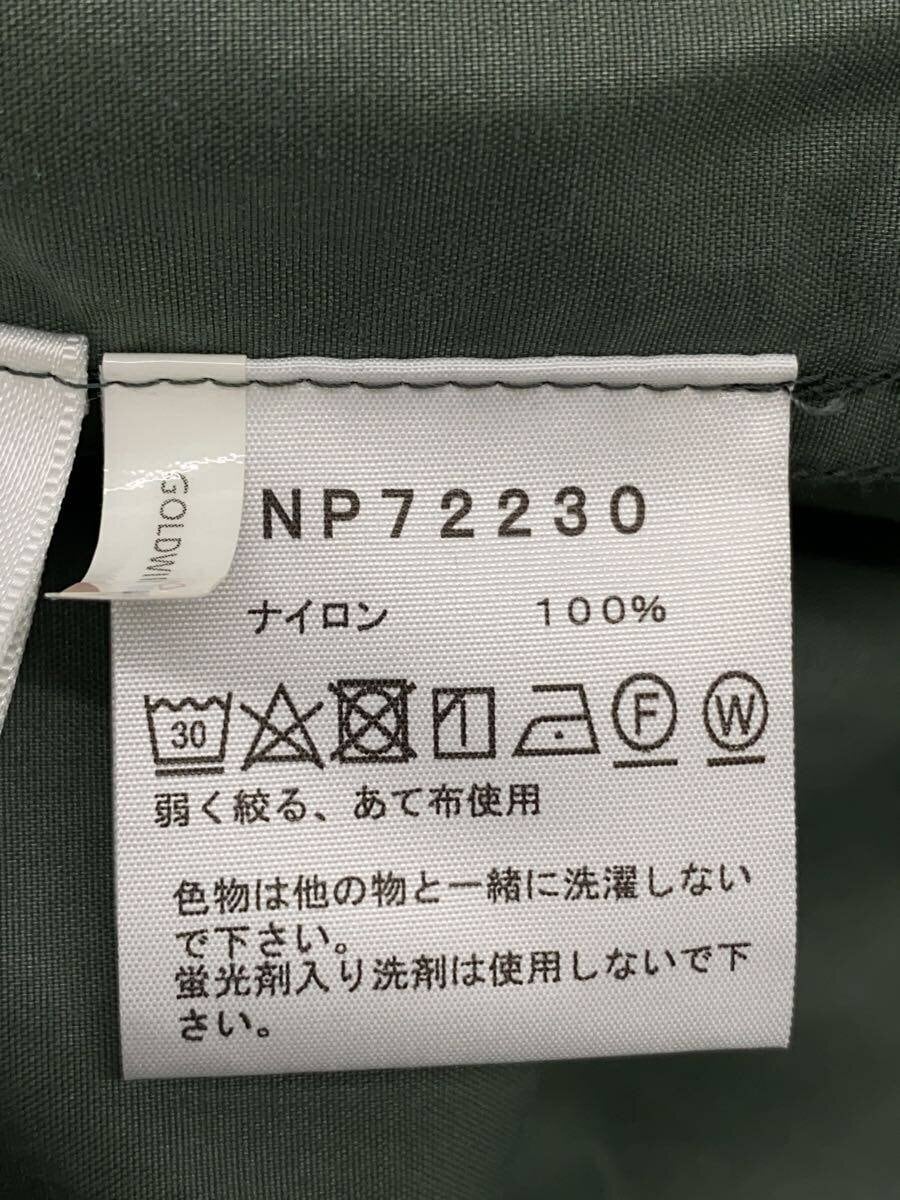 NP72230
ナイロン 100%
30
F W
弱く絞る、あて布使用
色物は他の物と一緒に洗濯しない
で下さい。
蛍光剤入り洗剤は使用しないで下
さい。